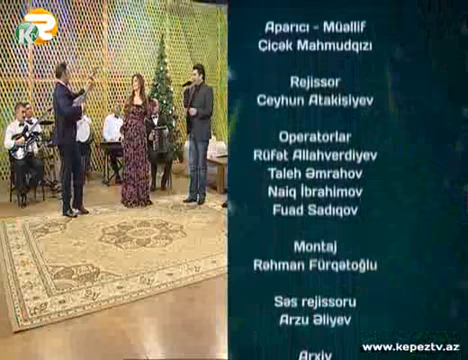 KR
Aparıcı - Müəllif
Çiçək Mahmudqızı
Rejissor
Ceyhun Atakişiyev
Operatorlar
Rüfət Allahverdiyev
Taleh Əmrahov
Naiq İbrahimov
Fuad Sadıqov
Montaj
Rəhman Fürqətoğlu
Səs rejissoru
Arzu Əliyev
Arxiv
www.kepeztv.az